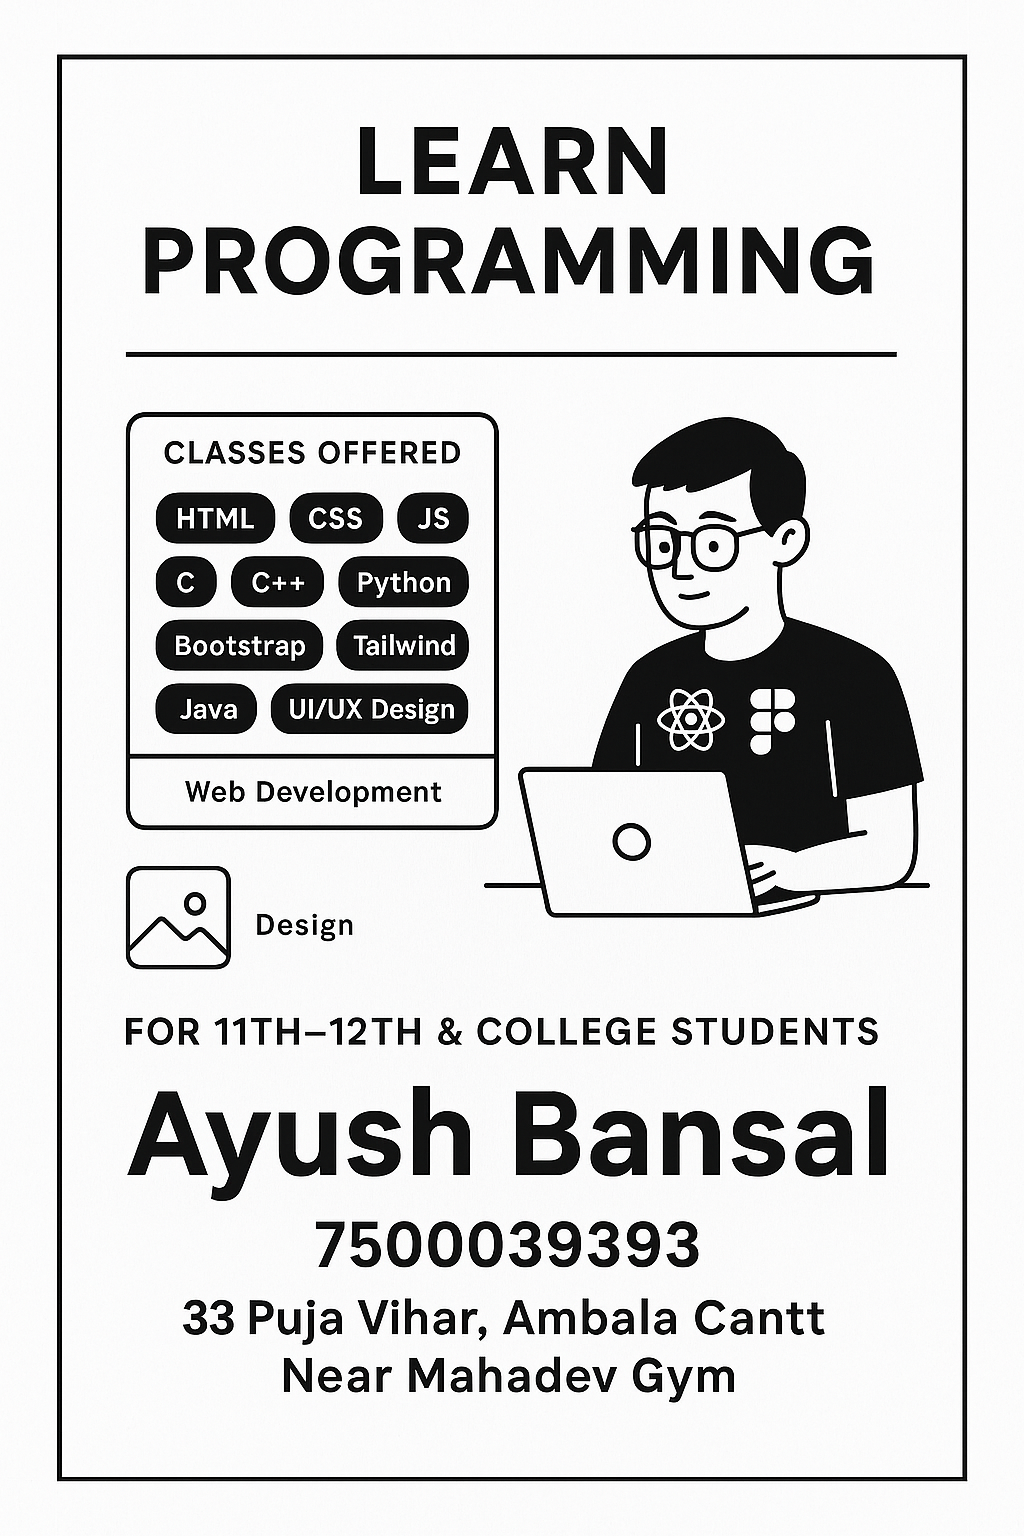 LEARN
PROGRAMMING
CLASSES OFFERED
HTML CSS JS
C C++ Python
Bootstrap Tailwind
Java UI/UX Design
Web Development
Design
FOR 11TH–12TH & COLLEGE STUDENTS
Ayush Bansal
7500039393
33 Puja Vihar, Ambala Cantt
Near Mahadev Gym